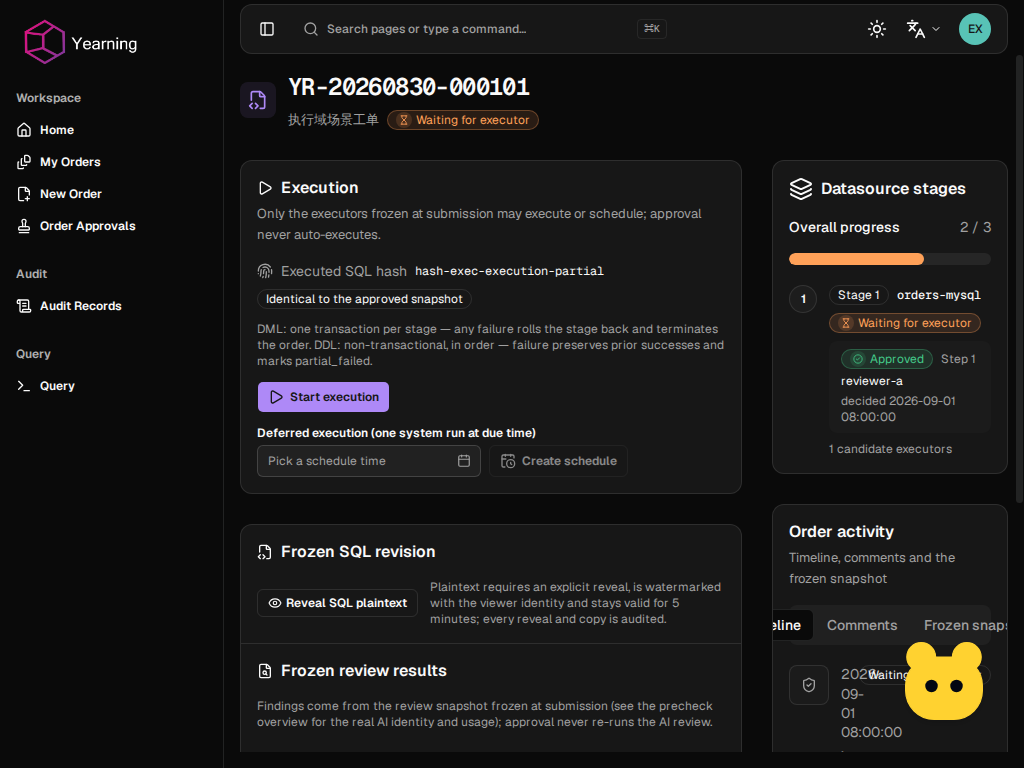 Yearning
Search pages or type a command...
⌘K
EX
Workspace
Home
My Orders
New Order
Order Approvals
Audit
Audit Records
Query
Query
YR-20260830-000101
执行域场景工单
Waiting for executor
Execution
Only the executors frozen at submission may execute or schedule; approval
never auto-executes.
Executed SQL hash hash-exec-execution-partial
Identical to the approved snapshot
DML: one transaction per stage — any failure rolls the stage back and terminates
the order. DDL: non-transactional, in order — failure preserves prior successes and
marks partial_failed.
Start execution
Deferred execution (one system run at due time)
Pick a schedule time
Create schedule
Frozen SQL revision
Reveal SQL plaintext
Plaintext requires an explicit reveal, is watermarked
with the viewer identity and stays valid for 5
minutes; every reveal and copy is audited.
Frozen review results
Findings come from the review snapshot frozen at submission (see the precheck
overview for the real AI identity and usage); approval never re-runs the AI review.
Datasource stages
Overall progress 2 / 3
1
Stage 1 orders-mysql
Waiting for executor
Approved Step 1
reviewer-a
decided 2026-09-01
08:00:00
1 candidate executors
Order activity
Timeline, comments and the
frozen snapshot
eline Comments Frozen snaps
Waiting
09-
01
08:00:00